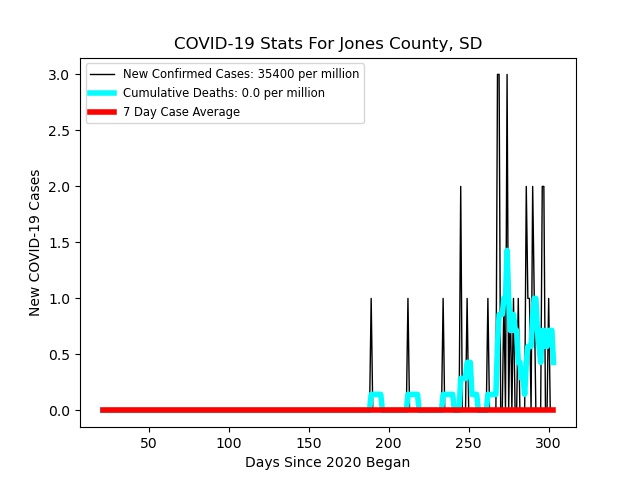 COVID-19 Stats For Jones County, SD
New Confirmed Cases: 35400 per million
Cumulative Deaths: 0.0 per million
7 Day Case Average
New COVID-19 Cases
3.0
2.5
2.0
1.5
1.0
0.5
0.0
50 100 150 200 250 300
Days Since 2020 Began